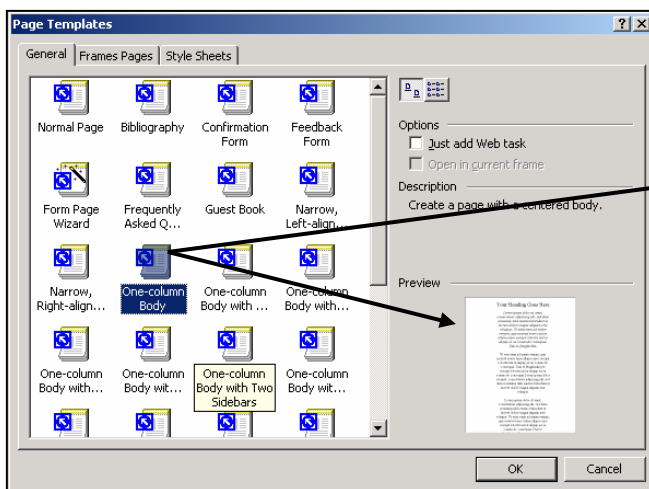 Page Templates
General Frames Pages Style Sheets
Normal Page
Bibliography
Confirmation
Form
Feedback
Form
Form Page
Wizard
Frequently
Asked Q...
Guest Book
Narrow,
Left-align...
Narrow,
Right-align...
One-column
Body
One-column
Body with ...
One-column
Body with...
One-column
Body with...
One-column
Body wit...
One-column
Body with Two
Sidebars
One-column
Body wit...
Options
Just add Web task
Open in current frame
Description
Create a page with a centered body.
Preview
Your Heading Goes Here
OK Cancel